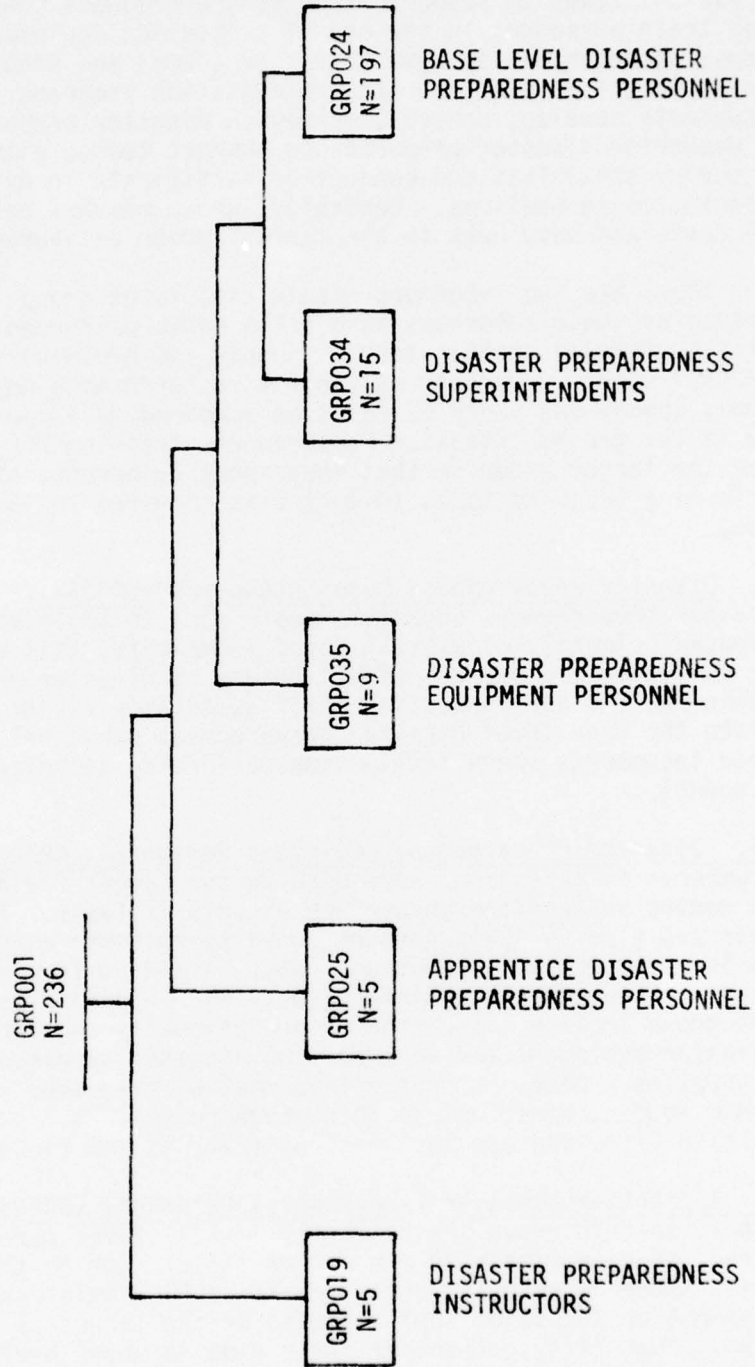 GRP001
N=236
GRP024
N=197
BASE LEVEL DISASTER
PREPAREDNESS PERSONNEL
GRP034
N=15
DISASTER PREPAREDNESS
SUPERINTENDENTS
GRP035
N=9
DISASTER PREPAREDNESS
EQUIPMENT PERSONNEL
GRP025
N=5
APPRENTICE DISASTER
PREPAREDNESS PERSONNEL
GRP019
N=5
DISASTER PREPAREDNESS
INSTRUCTORS